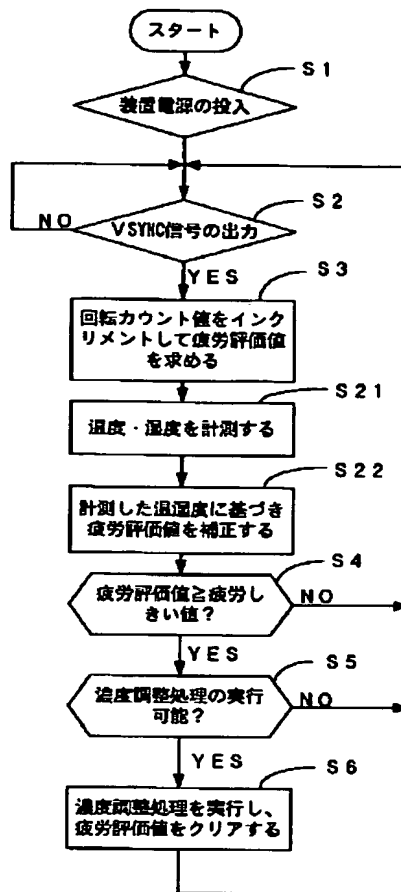 スタート
S1
装置電源の投入
S2
NO
VSYNC信号の出力
YES
S3
回転カウント値をインク
リメントして疲労評価値
を求める
S21
温度・湿度を計測する
S22
計測した温湿度に基づき
疲労評価値を補正する
S4
疲労評価値≧疲労し
きい値?
NO
YES
S5
濃度調整処理の実行
可能?
NO
YES
S6
濃度調整処理を実行し、
疲労評価値をクリアする